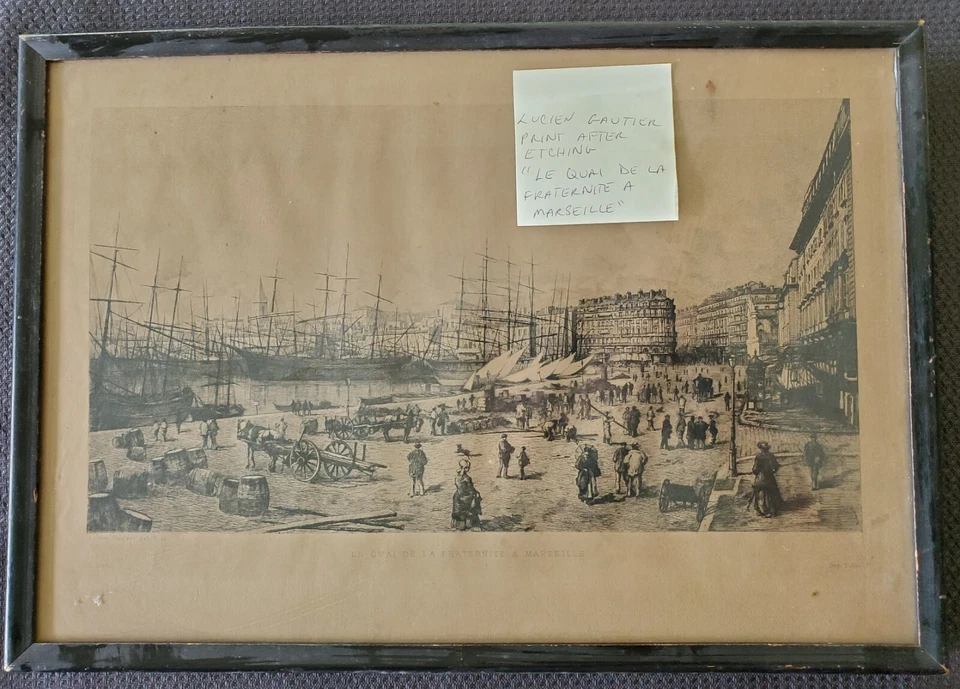 LUCIEN GAUTIER
PRINT AFTER
ETCHING
"LE QUAI DE LA
FRATERNITE A
MARSEILLE"
LE QUAI DE LA FRATERNITE A MARSEILLE